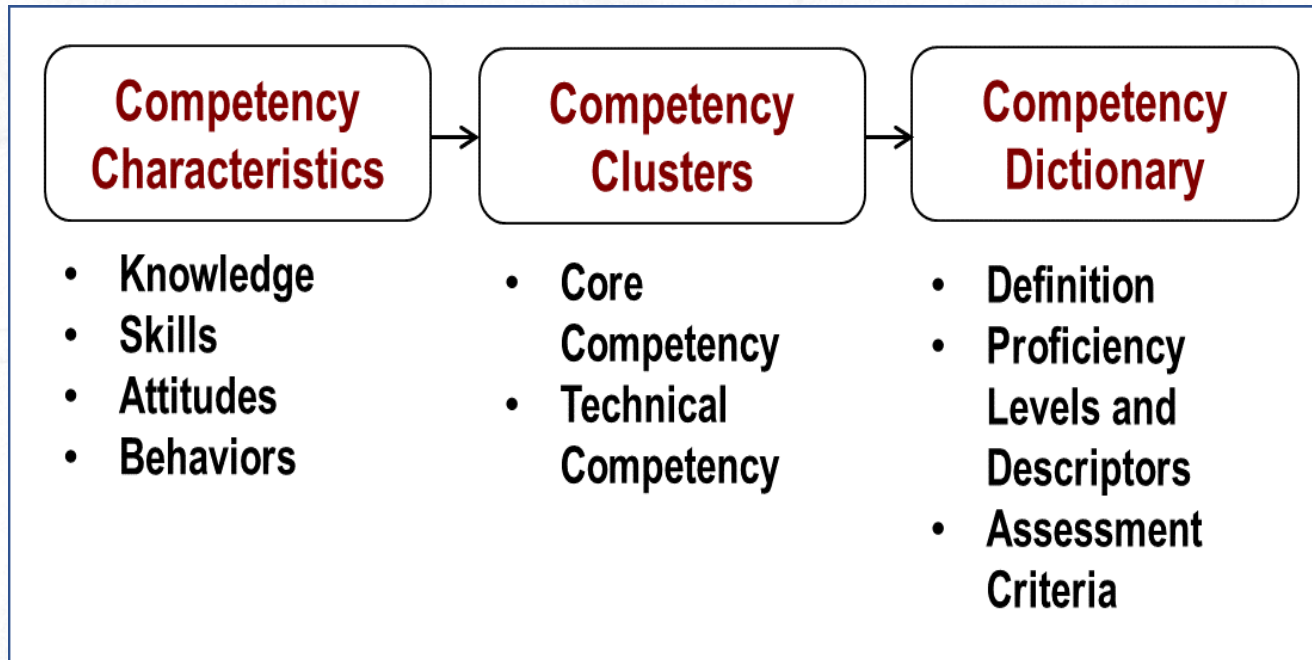 Competency
Characteristics
• Knowledge
• Skills
• Attitudes
• Behaviors
Competency
Clusters
• Core
Competency
• Technical
Competency
Competency
Dictionary
• Definition
• Proficiency
Levels and
Descriptors
• Assessment
Criteria